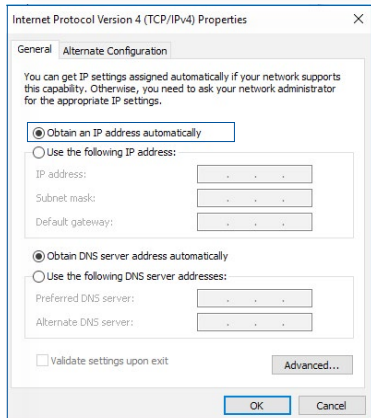 Internet Protocol Version 4 (TCP/IPv4) Properties
General
Alternate Configuration
You can get IP settings assigned automatically if your network supports
this capability. Otherwise, you need to ask your network administrator
for the appropriate IP settings.
Obtain an IP address automatically
Use the following IP address:
IP address:
Subnet mask:
Default gateway:
Obtain DNS server address automatically
Use the following DNS server addresses:
Preferred DNS server:
Alternate DNS server:
Validate settings upon exit
Advanced...
OK
Cancel